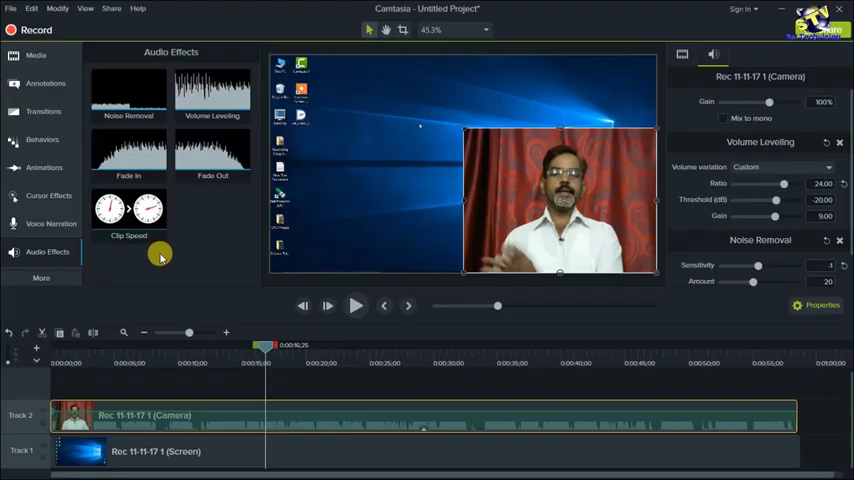 File Modify View Share Help
Camtasia - Untitled Project*
Sign In
Record
45.3%
Share
Media
Annotations
Transitions
Behaviors
Animations
Cursor Effects
Voice Narration
Audio Effects
More
Audio Effects
Noise Removal
Volume Leveling
Fade In
Fade Out
Clip Speed
Rec 11-11-17 1 (Camera)
Gain 100%
Mix to mono
Volume Leveling
Volume variation Custom
Ratio 24.00
Threshold (dB) -20.00
Gain 9.00
Noise Removal
Sensitivity -1
Amount 20
Properties
0:00:16;25
0:00:00;00 0:00:05;00 0:00:10;00 0:00:15;00 0:00:20;00 0:00:25;00 0:00:30;00 0:00:35;00 0:00:40;00 0:00:45;00 0:00:50;00 0:00:55;00 0:01:00;00
Track 2 Rec 11-11-17 1 (Camera)
Track 1 Rec 11-11-17 1 (Screen)